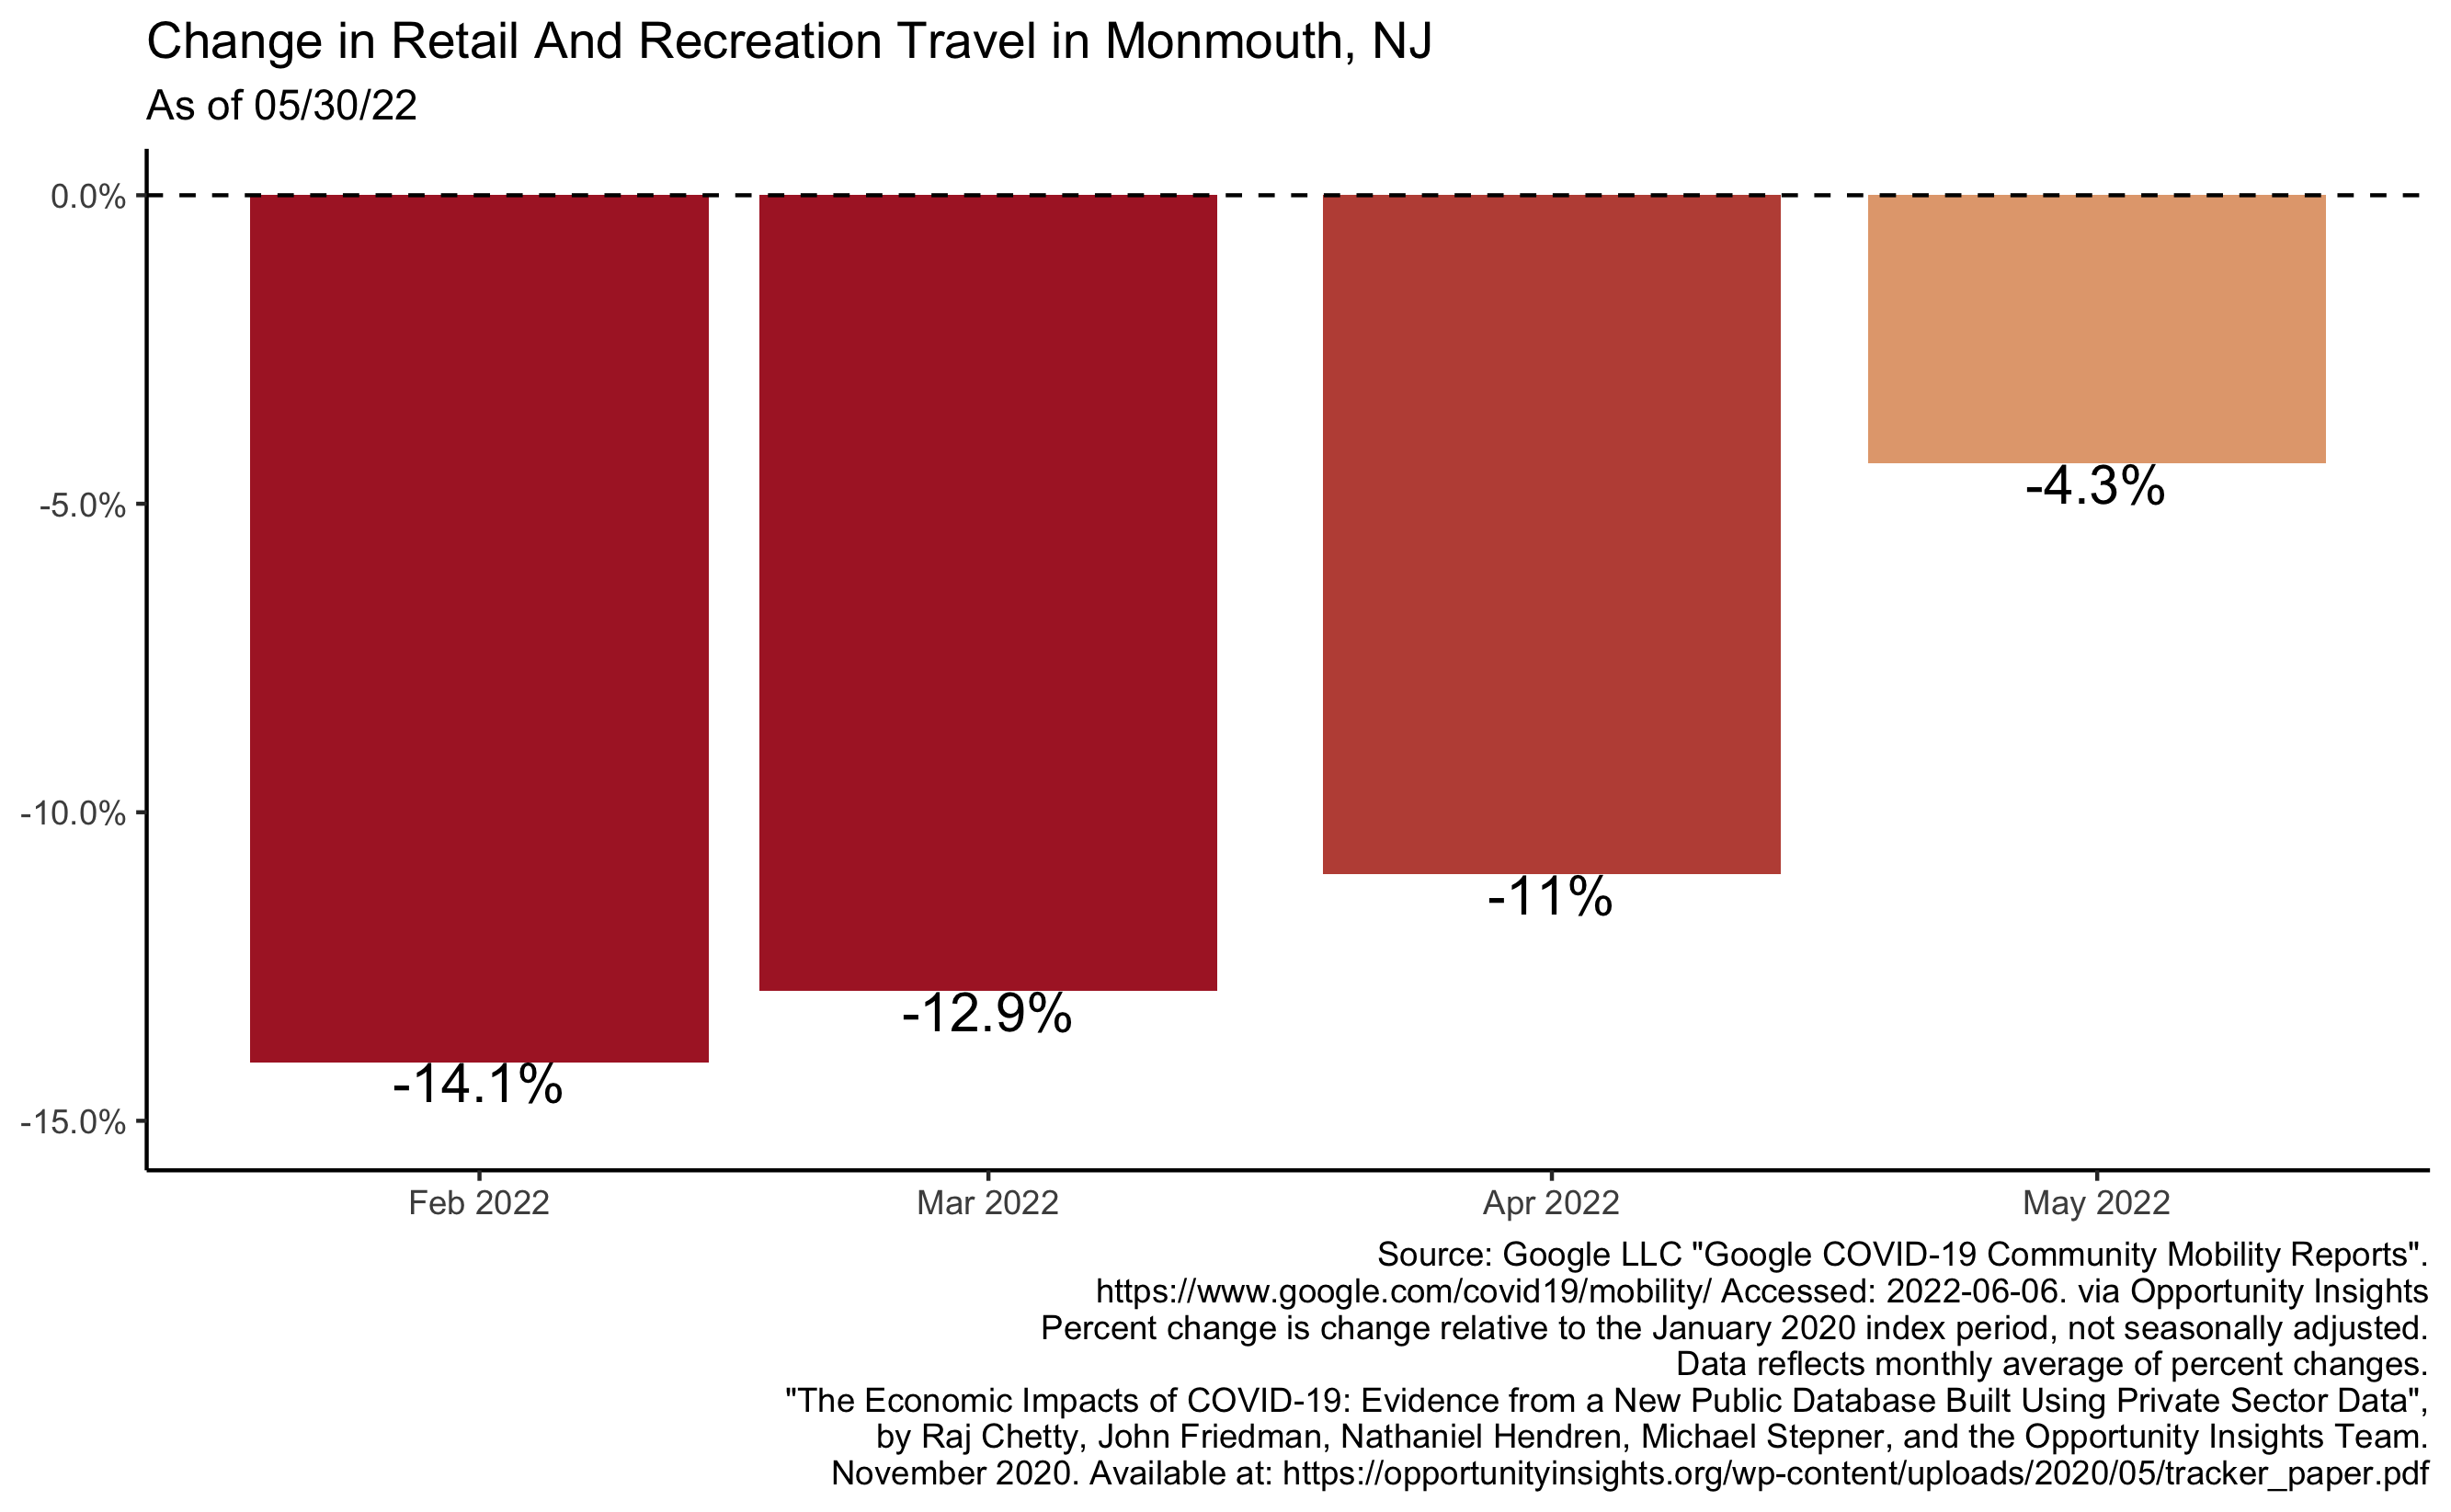 Change in Retail And Recreation Travel in Monmouth, NJ
As of 05/30/22
0.0%
-5.0%
-10.0%
-15.0%
-14.1%
-12.9%
-11%
-4.3%
Feb 2022
Mar 2022
Apr 2022
May 2022
Source: Google LLC "Google COVID-19 Community Mobility Reports".
https://www.google.com/covid19/mobility/ Accessed: 2022-06-06. via Opportunity Insights
Percent change is change relative to the January 2020 index period, not seasonally adjusted.
Data reflects monthly average of percent changes.
"The Economic Impacts of COVID-19: Evidence from a New Public Database Built Using Private Sector Data",
by Raj Chetty, John Friedman, Nathaniel Hendren, Michael Stepner, and the Opportunity Insights Team.
November 2020. Available at: https://opportunityinsights.org/wp-content/uploads/2020/05/tracker_paper.pdf